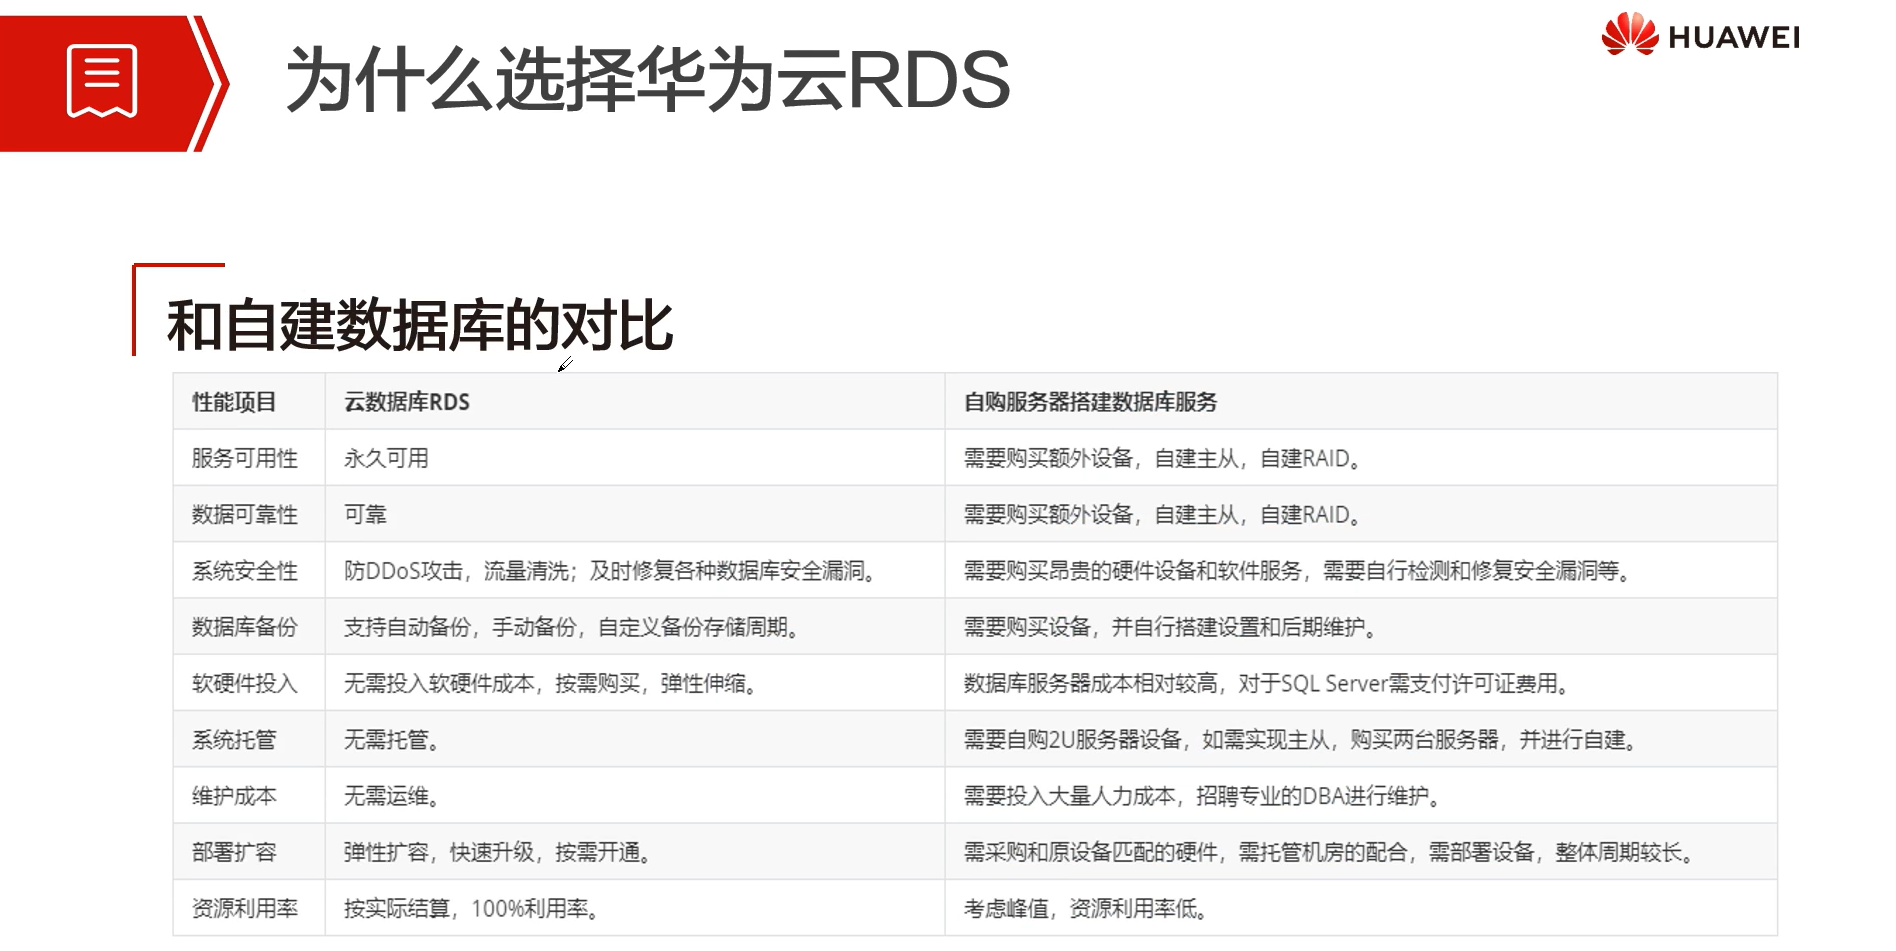 为什么选择华为云RDS
HUAWEI
和自建数据库的对比
性能项目 云数据库RDS 自购服务器搭建数据库服务
服务可用性 永久可用 需要购买额外设备，自建主从，自建RAID。
数据可靠性 可靠 需要购买额外设备，自建主从，自建RAID。
系统安全性 防DDoS攻击，流量清洗；及时修复各种数据库安全漏洞。 需要购买昂贵的硬件设备和软件服务，需要自行检测和修复安全漏洞等。
数据库备份 支持自动备份，手动备份，自定义备份存储周期。 需要购买设备，并自行搭建设置和后期维护。
软硬件投入 无需投入软硬件成本，按需购买，弹性伸缩。 数据库服务器成本相对较高，对于SQL Server需支付许可证费用。
系统托管 无需托管。 需要自购2U服务器设备，如需实现主从，购买两台服务器，并进行自建。
维护成本 无需运维。 需要投入大量人力成本，招聘专业的DBA进行维护。
部署扩容 弹性扩容，快速升级，按需开通。 需采购和原设备匹配的硬件，需托管机房的配合，需部署设备，整体周期较长。
资源利用率 按实际结算，100%利用率。 考虑峰值，资源利用率低。